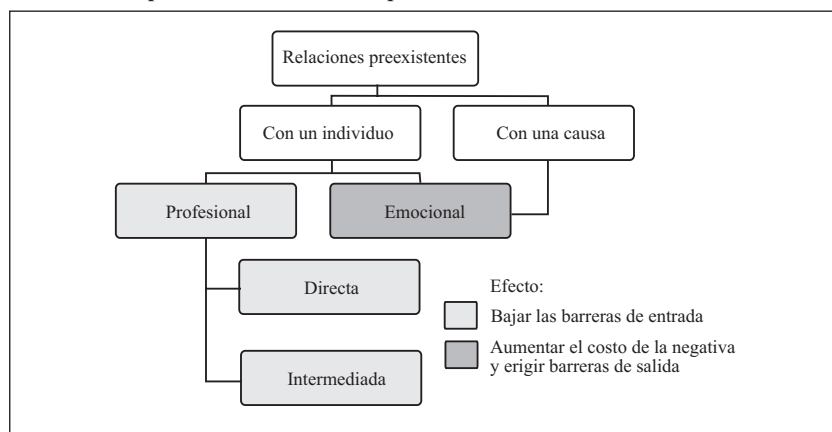 Relaciones preexistentes
Con un individuo
Con una causa
Profesional
Emocional
Directa
Intermediada
Efecto:
Bajar las barreras de entrada
Aumentar el costo de la negativa
y erigir barreras de salida